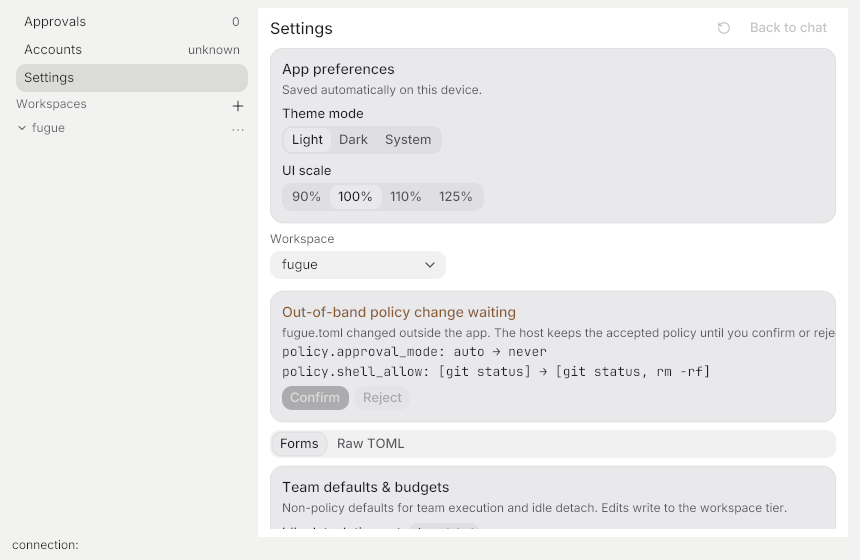 Approvals 0
Accounts unknown
Settings
Workspaces +
fugue ...
connection:
Settings Back to chat
App preferences
Saved automatically on this device.
Theme mode
Light Dark System
UI scale
90% 100% 110% 125%
Workspace
fugue
Out-of-band policy change waiting
fugue.toml changed outside the app. The host keeps the accepted policy until you confirm or reje
policy.approval_mode: auto → never
policy.shell_allow: [git status] → [git status, rm -rf]
Confirm Reject
Forms Raw TOML
Team defaults & budgets
Non-policy defaults for team execution and idle detach. Edits write to the workspace tier.